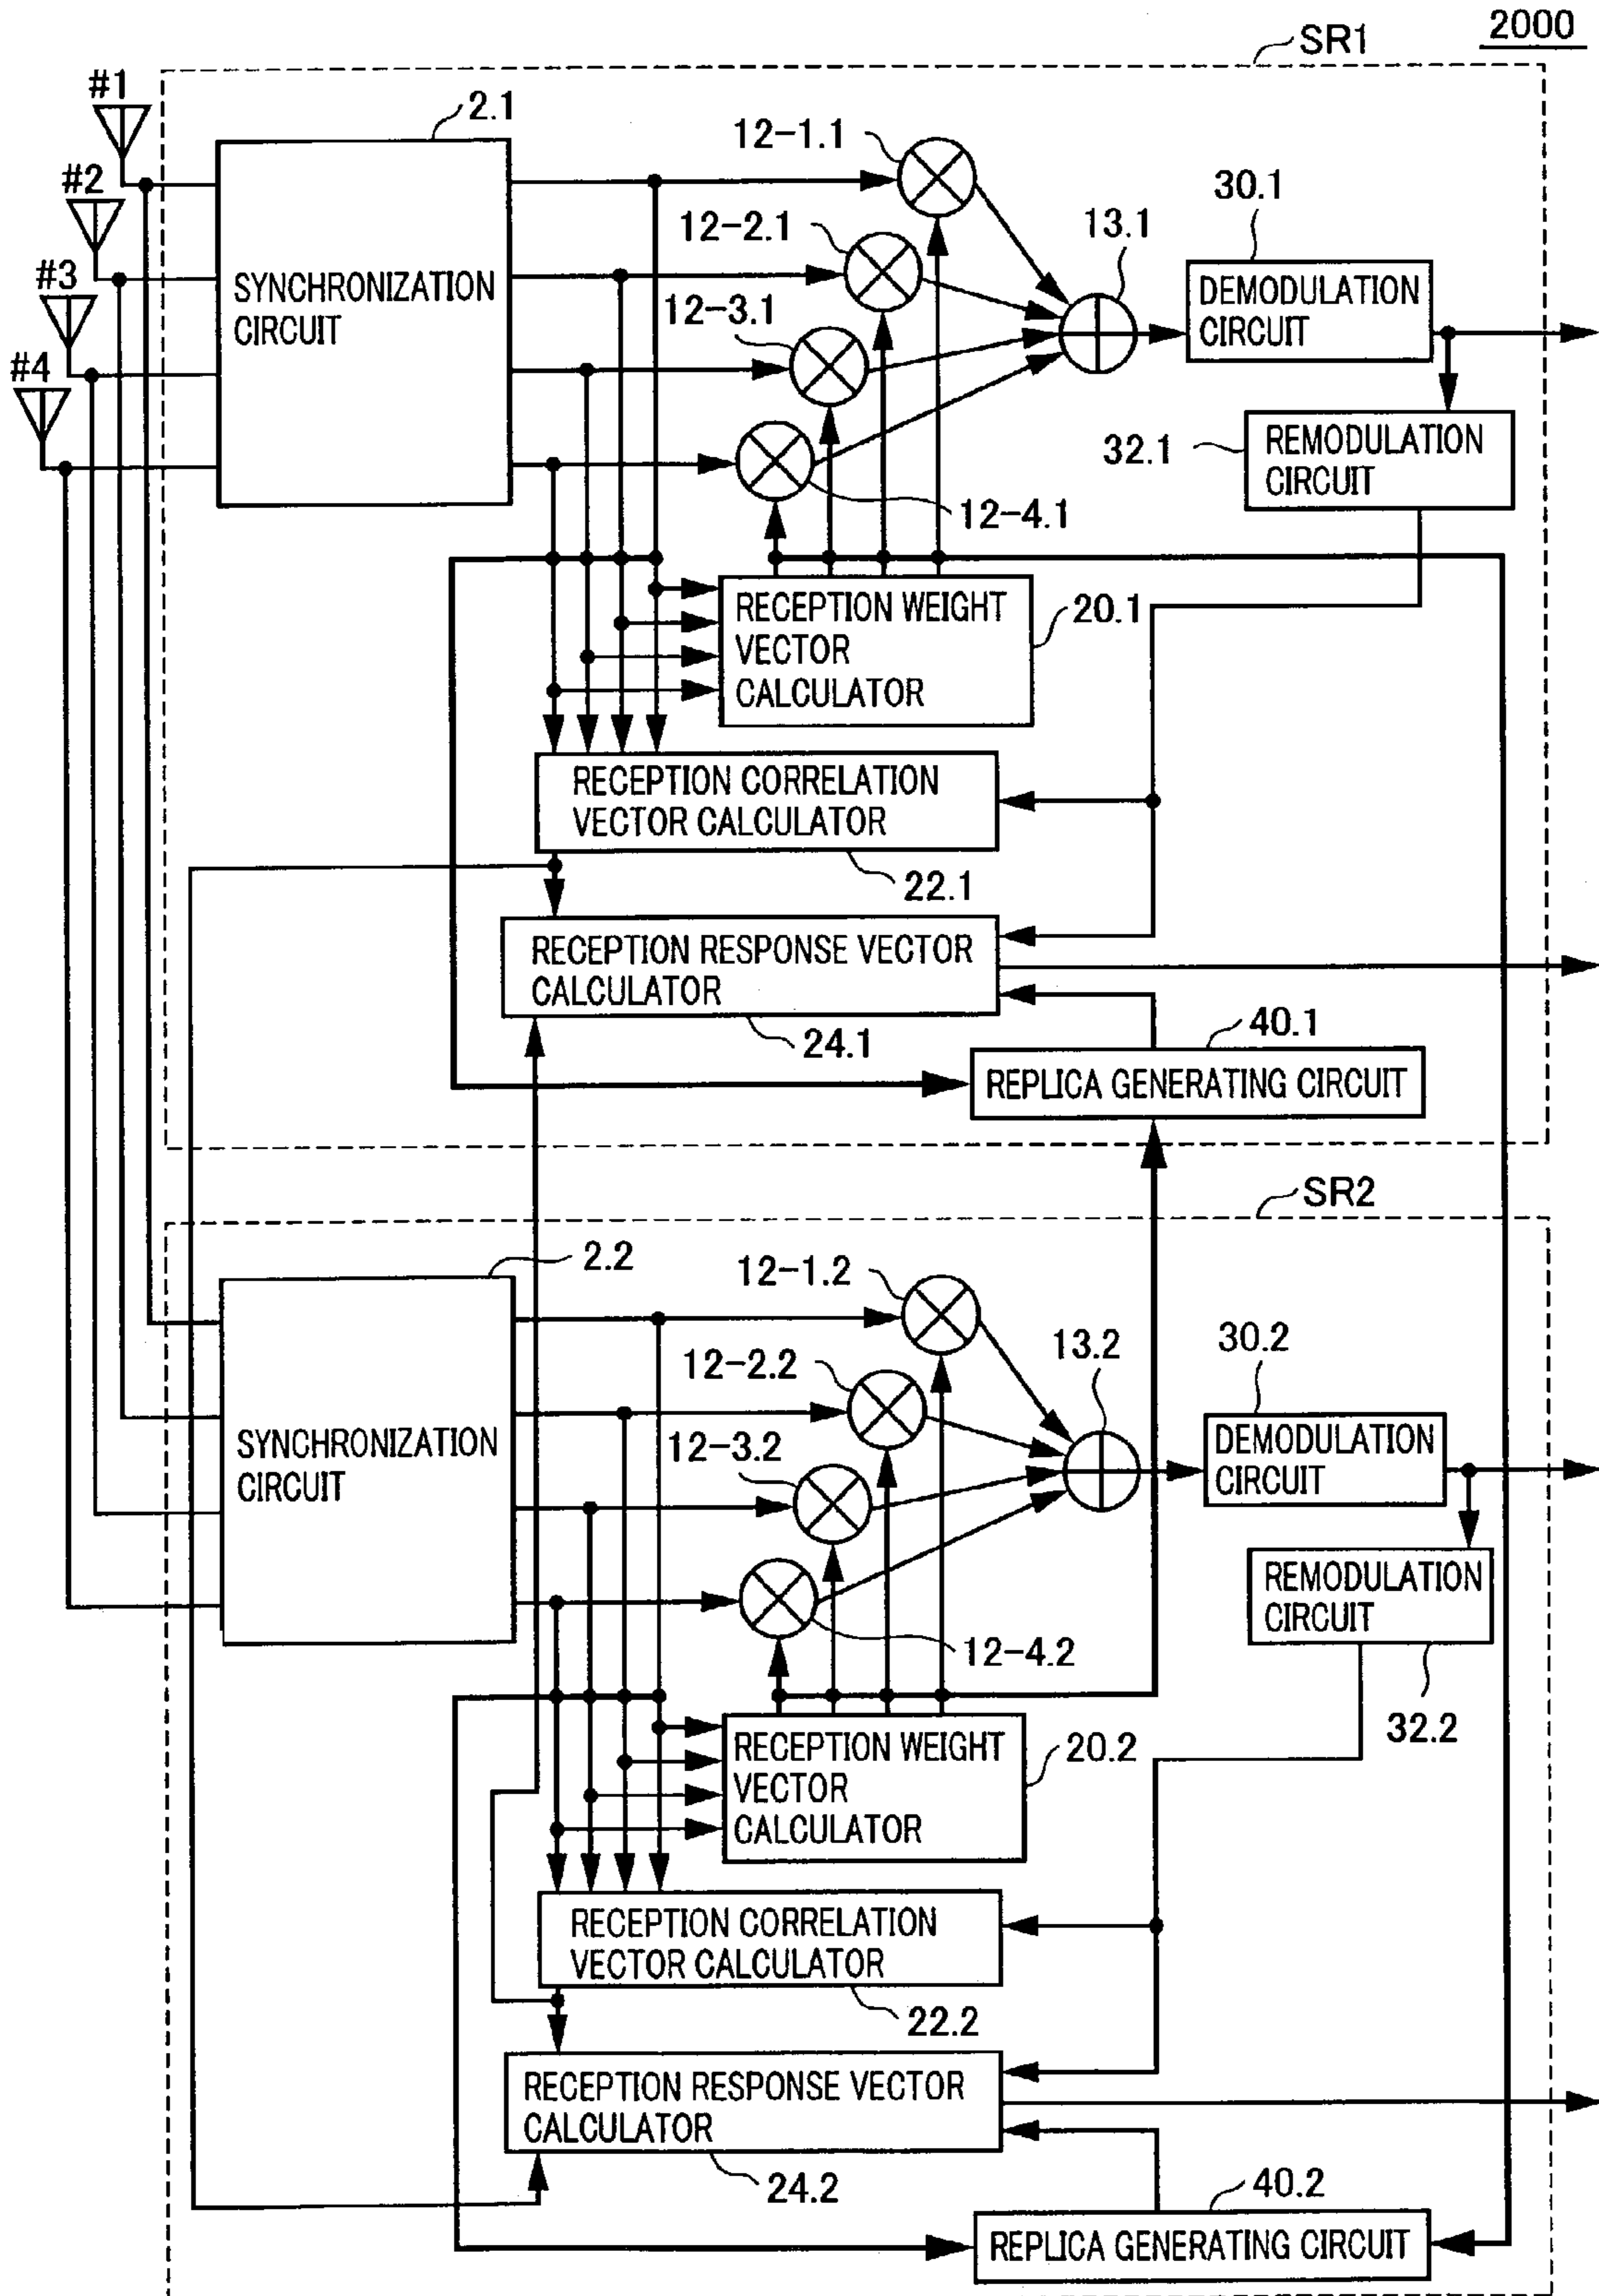 2000
SR1
#1
2.1
12-1.1
#2
30.1
12-2.1
13.1
#3
SYNCHRONIZATION
CIRCUIT
12-3.1
DEMODULATION
CIRCUIT
#4
32.1
REMODULATION
CIRCUIT
12-4.1
RECEPTION WEIGHT
VECTOR
CALCULATOR
20.1
RECEPTION CORRELATION
VECTOR CALCULATOR
22.1
RECEPTION RESPONSE VECTOR
CALCULATOR
24.1
40.1
REPLICA GENERATING CIRCUIT
SR2
2.2
12-1.2
30.2
12-2.2
13.2
SYNCHRONIZATION
CIRCUIT
12-3.2
DEMODULATION
CIRCUIT
REMODULATION
CIRCUIT
12-4.2
32.2
RECEPTION WEIGHT
VECTOR
CALCULATOR
20.2
RECEPTION CORRELATION
VECTOR CALCULATOR
22.2
RECEPTION RESPONSE VECTOR
CALCULATOR
24.2
40.2
REPLICA GENERATING CIRCUIT